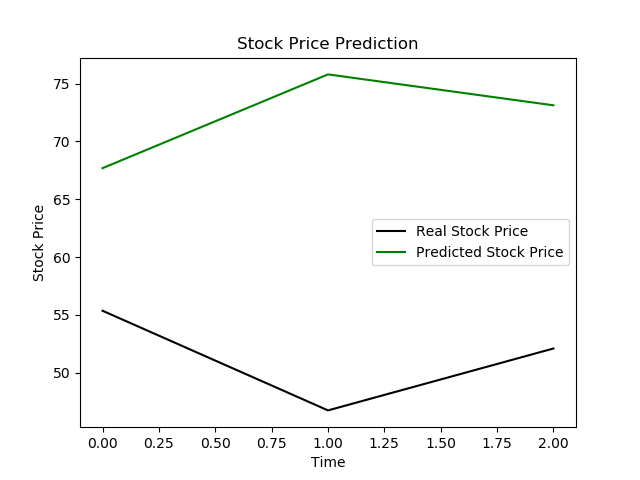 Stock Price Prediction
75
70
65
60
55
50
Stock Price
Real Stock Price
Predicted Stock Price
0.00 0.25 0.50 0.75 1.00 1.25 1.50 1.75 2.00
Time